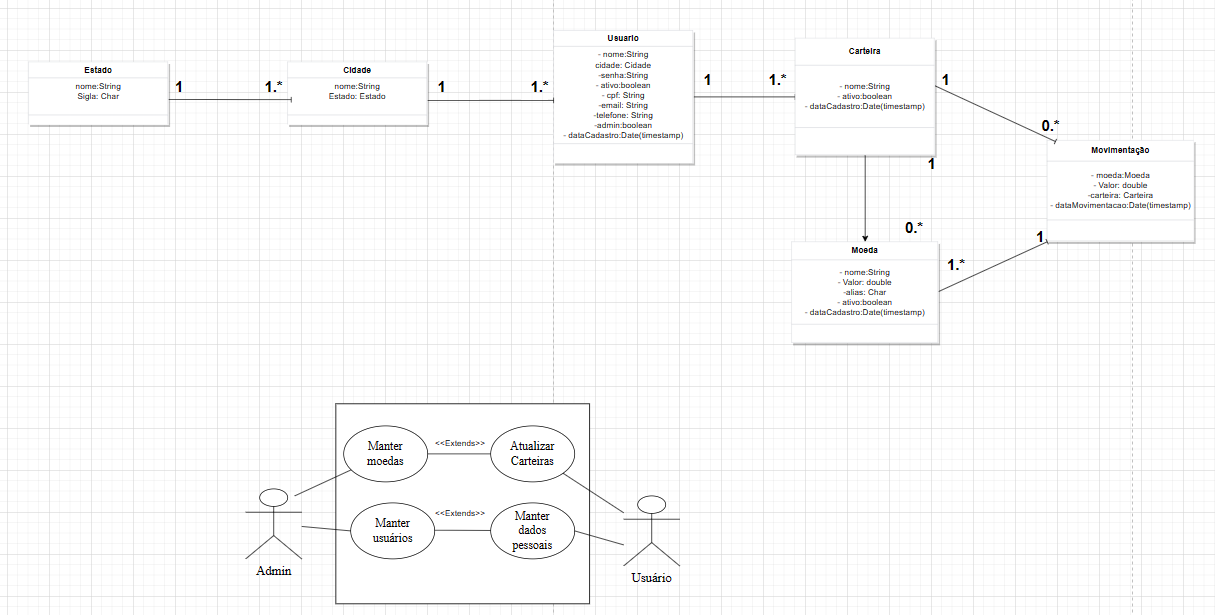 Estado
nome:String
Sigla: Char
1
1.*
Cidade
nome:String
Estado: Estado
1
1.*
Usuario
- nome:String
cidade: Cidade
-senha:String
- ativo:boolean
- cpf: String
-email: String
-telefone: String
-admin:boolean
- dataCadastro:Date(timestamp)
1
1.*
Carteira
- nome:String
- ativo:boolean
- dataCadastro:Date(timestamp)
1
0.*
1
0.*
Movimentação
- moeda:Moeda
- Valor: double
-carteira: Carteira
- dataMovimentacao:Date(timestamp)
1
1.*
Moeda
- nome:String
- Valor: double
-alias: Char
- ativo:boolean
- dataCadastro:Date(timestamp)
Manter
moedas
<<Extends>>
Atualizar
Carteiras
Manter
usuários
<<Extends>>
Manter
dados
pessoais
Admin
Usuário